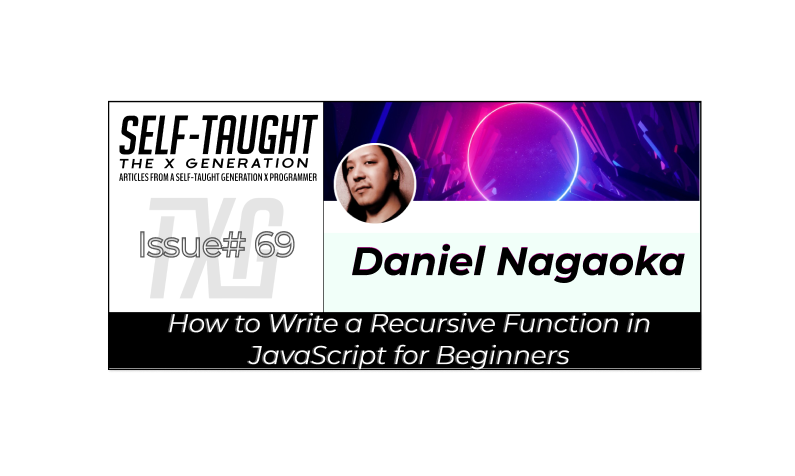 SELF-TAUGHT
THE X GENERATION
ARTICLES FROM A SELF-TAUGHT GENERATION X PROGRAMMER
TXG
Issue# 69
Daniel Nagaoka
How to Write a Recursive Function in
JavaScript for Beginners